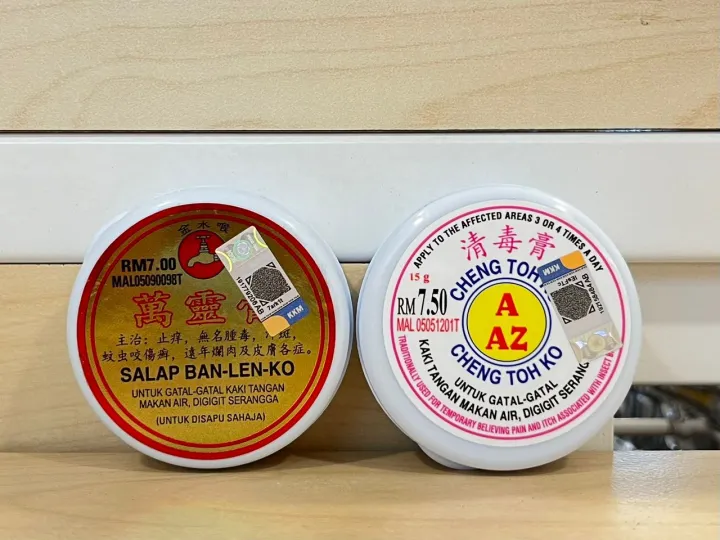 金水喉
RM7.00
MAL05090098T
KKM
萬靈
主治：止痒，無名腫毒，
蚊虫咬傷癬，遠年爛肉及皮膚各症。
SALAP BAN-LEN-KO
UNTUK GATAL-GATAL KAKI TANGAN
MAKAN AIR, DIGIGIT SERANGGA
(UNTUK DISAPU SAHAJA)
APPLY TO THE AFFECTED AREAS 3 OR 4 TIMES A DAY
清毒膏
15 g
CHENG TOH
RM 7.50
MAL 05051201T
A
AZ
KKM
CHENG TOH KO
UNTUK GATAL-GATAL
KAKI TANGAN MAKAN AIR, DIGIGIT SERANG
TRADITIONALLY USED FOR TEMPORARY BELIEVING PAIN AND ITCH ASSOCIATED WITH INSECT